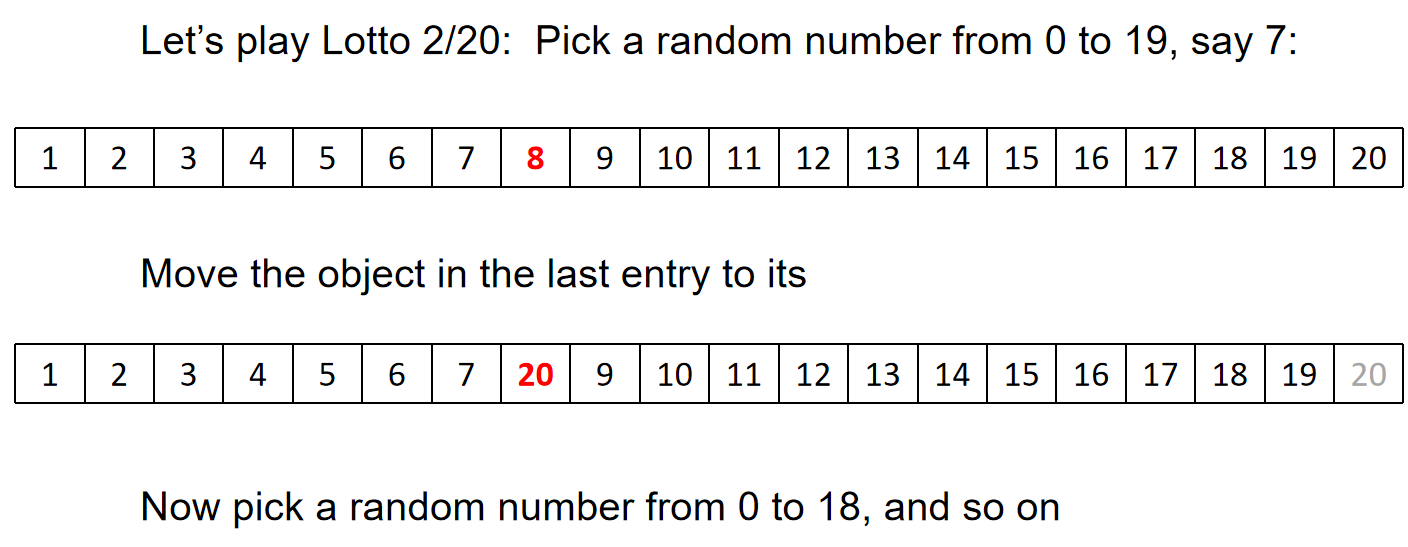 Let’s play Lotto 2/20:  Pick a random number from 0 to 19, say 7:
1 2 3 4 5 6 7 8 9 10 11 12 13 14 15 16 17 18 19 20
Move the object in the last entry to its
1 2 3 4 5 6 7 20 9 10 11 12 13 14 15 16 17 18 19 20
Now pick a random number from 0 to 18, and so on